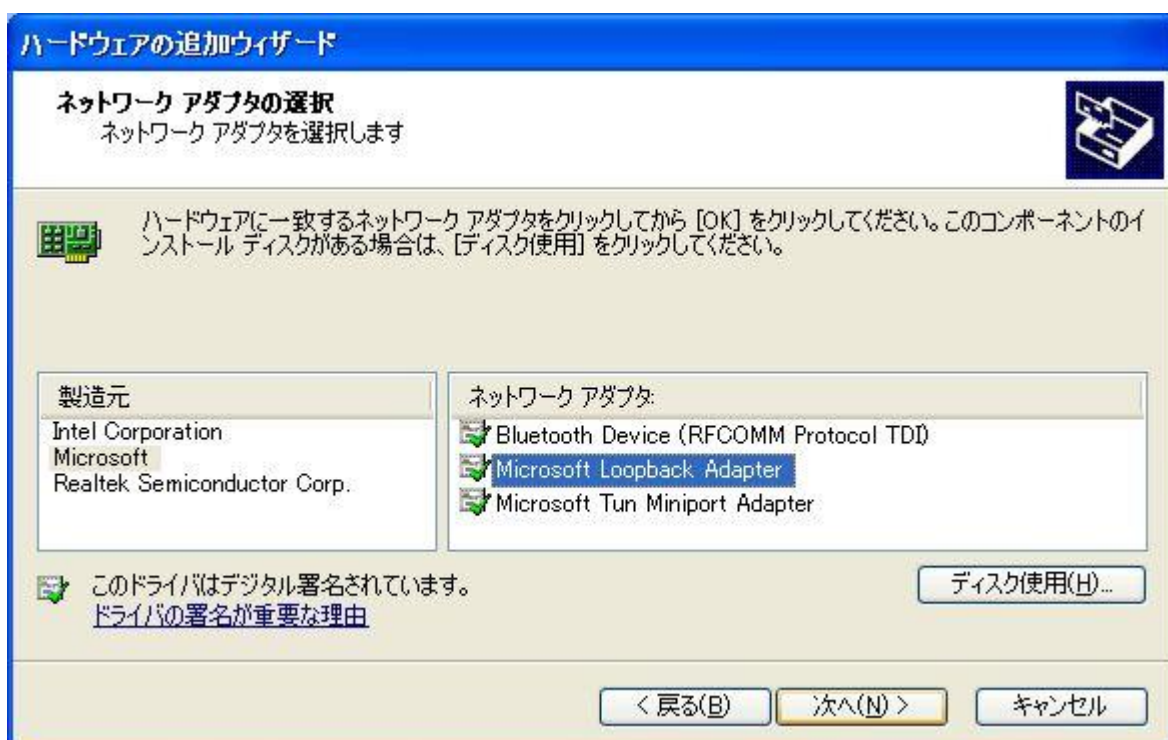 ハードウェアの追加ウィザード
ネットワーク アダプタの選択
ネットワーク アダプタを選択します
ハードウェアに一致するネットワーク アダプタをクリックしてから [OK] をクリックしてください。このコンポーネントのイ
ンストール ディスクがある場合は、[ディスク使用] をクリックしてください。
製造元
Intel Corporation
Microsoft
Realtek Semiconductor Corp.
ネットワーク アダプタ:
Bluetooth Device (RFCOMM Protocol TDI)
Microsoft Loopback Adapter
Microsoft Tun Miniport Adapter
このドライバはデジタル署名されています。
ドライバの署名が重要な理由
ディスク使用(H)...
< 戻る(B)
次へ(N) >
キャンセル